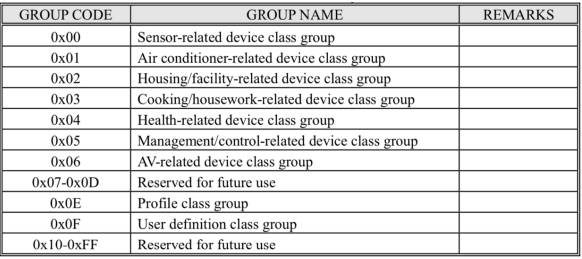 GROUP CODE GROUP NAME REMARKS
0x00 Sensor-related device class group
0x01 Air conditioner-related device class group
0x02 Housing/facility-related device class group
0x03 Cooking/housework-related device class group
0x04 Health-related device class group
0x05 Management/control-related device class group
0x06 AV-related device class group
0x07-0x0D Reserved for future use
0x0E Profile class group
0x0F User definition class group
0x10-0xFF Reserved for future use